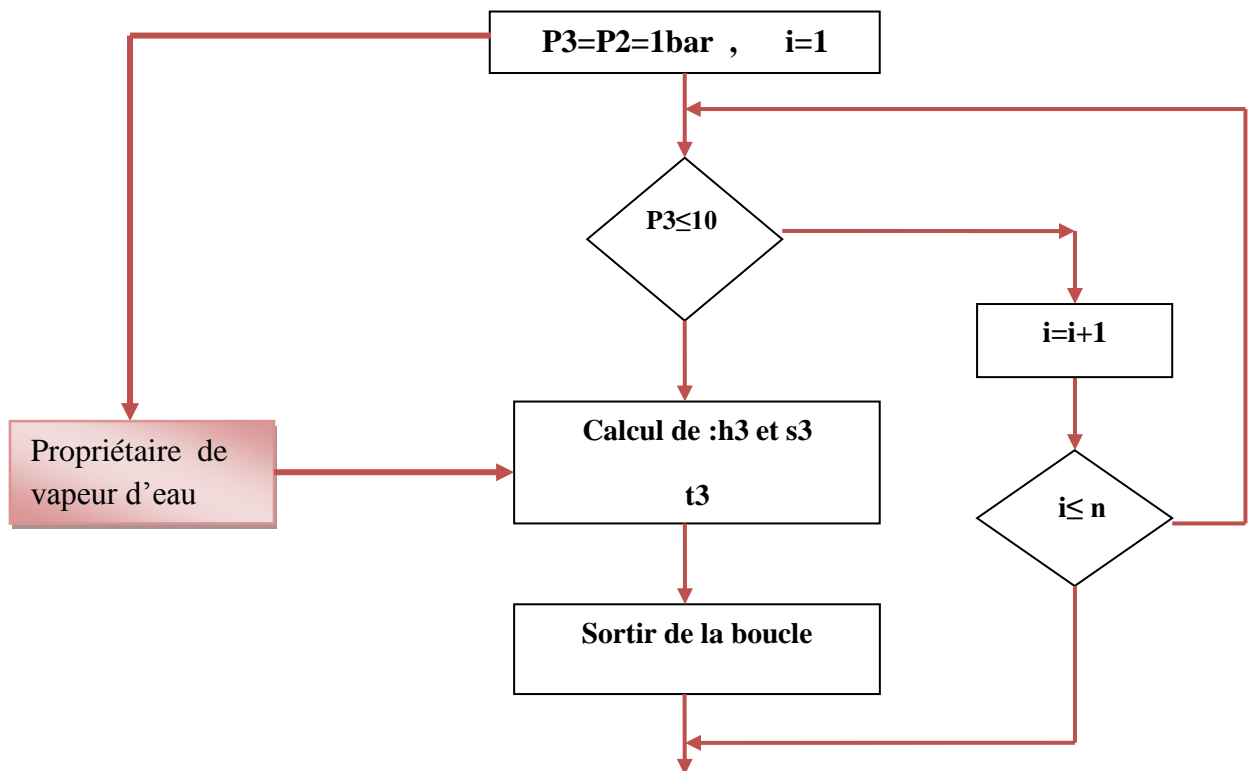 P3=P2=1bar , i=1
P3≤10
i=i+1
Calcul de :h3 et s3
t3
Propriétaire de
vapeur d’eau
i≤ n
Sortir de la boucle